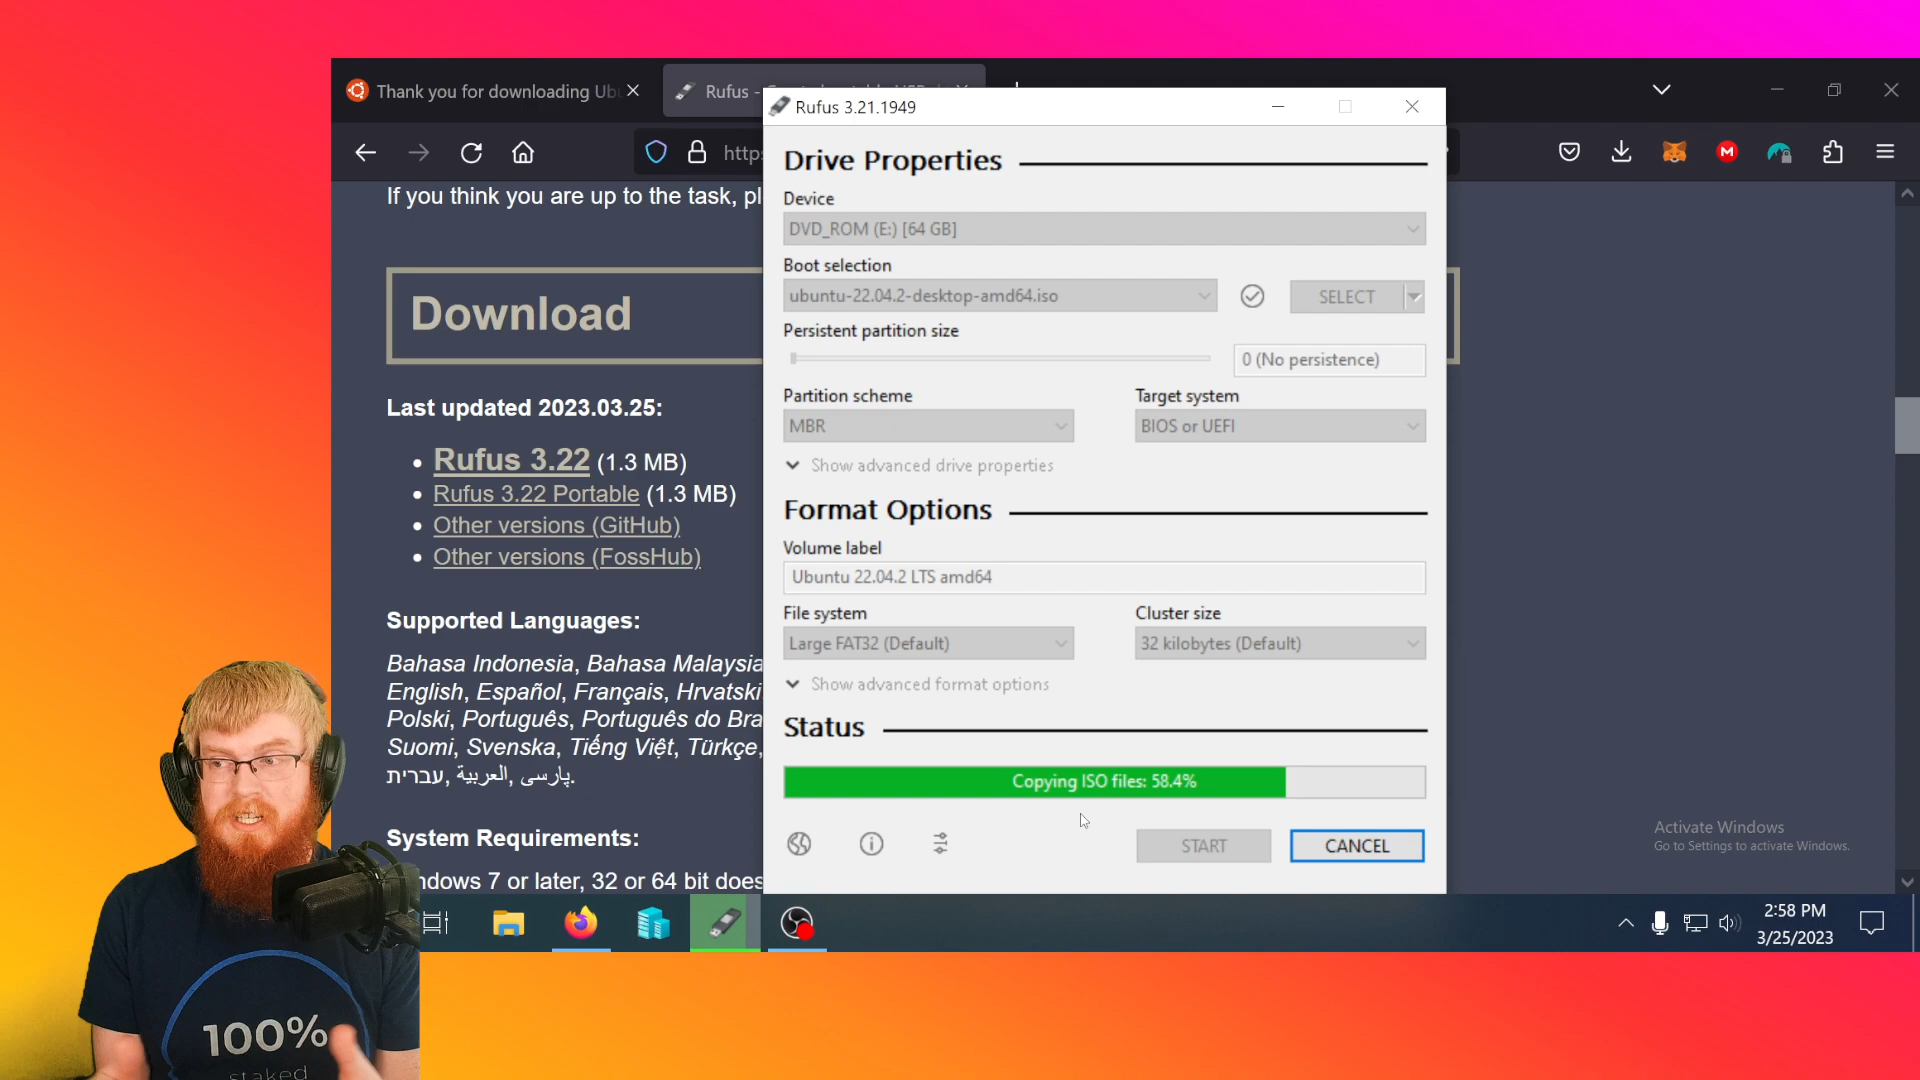 Thank you for downloading Ub
Rufus -
https
If you think you are up to the task, pl
Download
Last updated 2023.03.25:
Rufus 3.22 (1.3 MB)
Rufus 3.22 Portable (1.3 MB)
Other versions (GitHub)
Other versions (FossHub)
Supported Languages:
Bahasa Indonesia, Bahasa Malaysia
English, Español, Français, Hrvatski
Polski, Português, Português do Bra
Suomi, Svenska, Tiếng Việt, Türkçe,
עברית, العربية, پارسی.
System Requirements:
ndows 7 or later, 32 or 64 bit does
Rufus 3.21.1949
Drive Properties
Device
DVD_ROM (E:) [64 GB]
Boot selection
ubuntu-22.04.2-desktop-amd64.iso
SELECT
Persistent partition size
0 (No persistence)
Partition scheme
Target system
MBR
BIOS or UEFI
Show advanced drive properties
Format Options
Volume label
Ubuntu 22.04.2 LTS amd64
File system
Cluster size
Large FAT32 (Default)
32 kilobytes (Default)
Show advanced format options
Status
Copying ISO files: 58.4%
START
CANCEL
Activate Windows
Go to Settings to activate Windows.
2:58 PM
3/25/2023
100%
staked